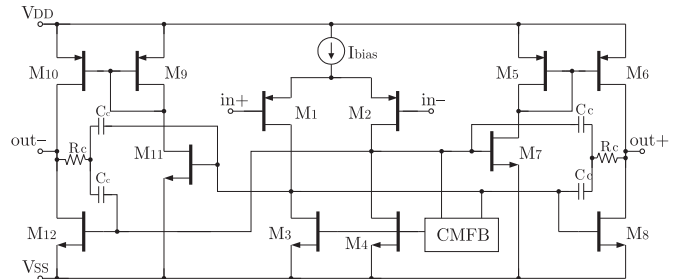 VDD
Ibias
M10
M9
M5
M6
in+
M1
M2
in–
Cc
Cc
out–
Rc
M11
M7
Rc
out+
Cc
Cc
M12
M3
M4
CMFB
M8
VSS